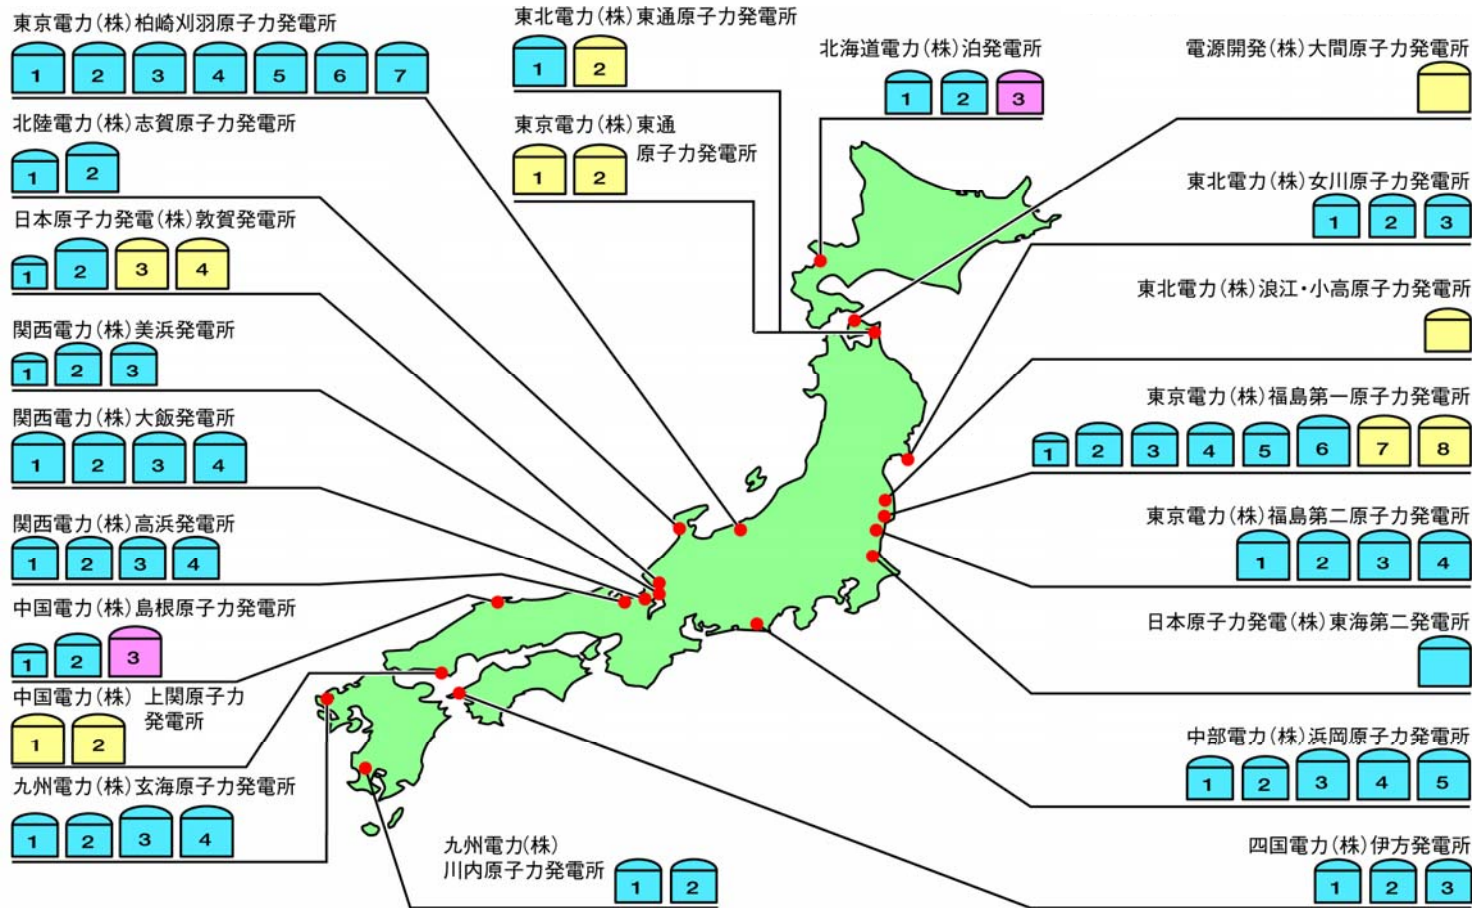 東京電力(株)柏崎刈羽原子力発電所
1 2 3 4 5 6 7
北陸電力(株)志賀原子力発電所
1 2
日本原子力発電(株)敦賀発電所
1 2 3 4
関西電力(株)美浜発電所
1 2 3
関西電力(株)大飯発電所
1 2 3 4
関西電力(株)高浜発電所
1 2 3 4
中国電力(株)島根原子力発電所
1 2 3
中国電力(株) 上関原子力
発電所
1 2
九州電力(株)玄海原子力発電所
1 2 3 4
東北電力(株)東通原子力発電所
1 2
東京電力(株)東通
原子力発電所
1 2
北海道電力(株)泊発電所
1 2 3
九州電力(株)
川内原子力発電所
1 2
電源開発(株)大間原子力発電所
東北電力(株)女川原子力発電所
1 2 3
東北電力(株)浪江・小高原子力発電所
東京電力(株)福島第一原子力発電所
1 2 3 4 5 6 7 8
東京電力(株)福島第二原子力発電所
1 2 3 4
日本原子力発電(株)東海第二発電所
中部電力(株)浜岡原子力発電所
1 2 3 4 5
四国電力(株)伊方発電所
1 2 3